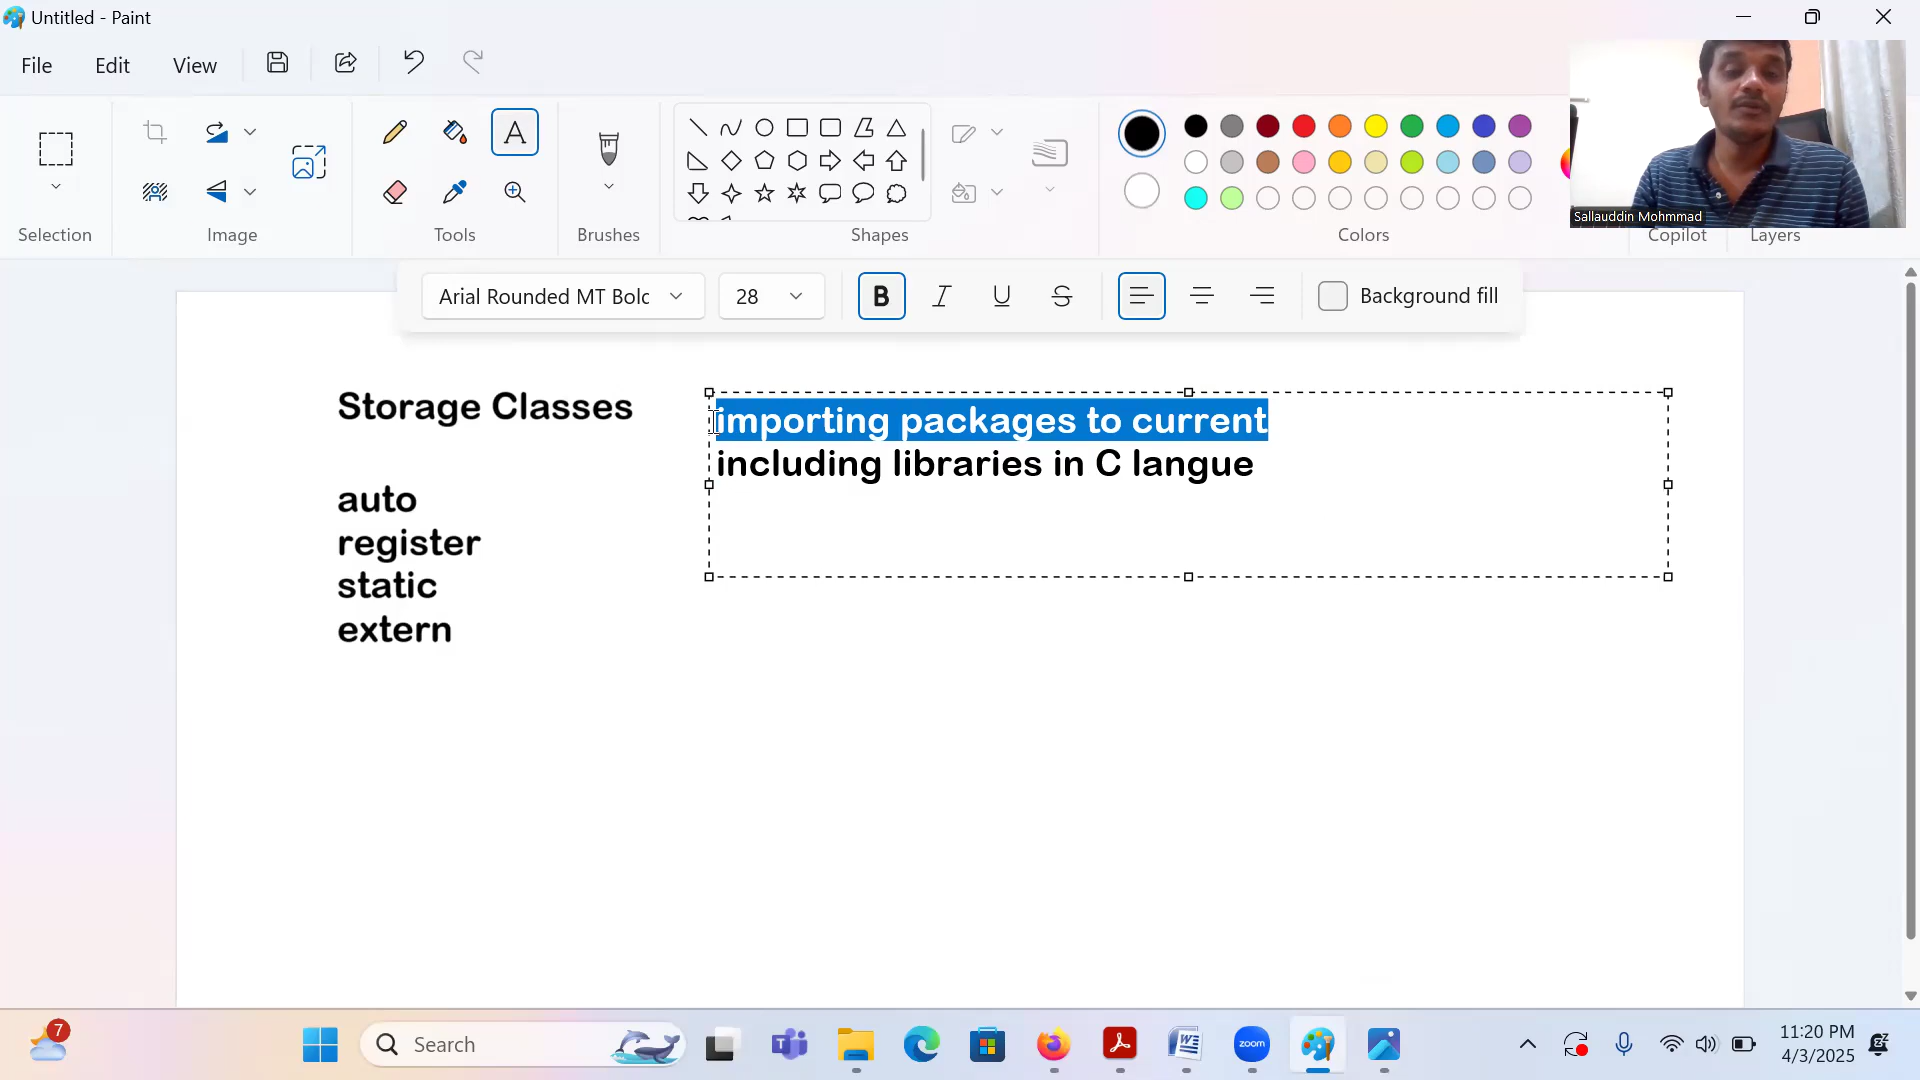 Untitled - Paint
File Edit View
Sallauddin Mohmmad
Selection Image Tools Brushes Shapes Colors Copilot Layers
Arial Rounded MT Bolc 28 B I U S Background fill
Storage Classes
auto
register
static
extern
importing packages to current
including libraries in C langue
7
Search
zoom
11:20 PM
4/3/2025